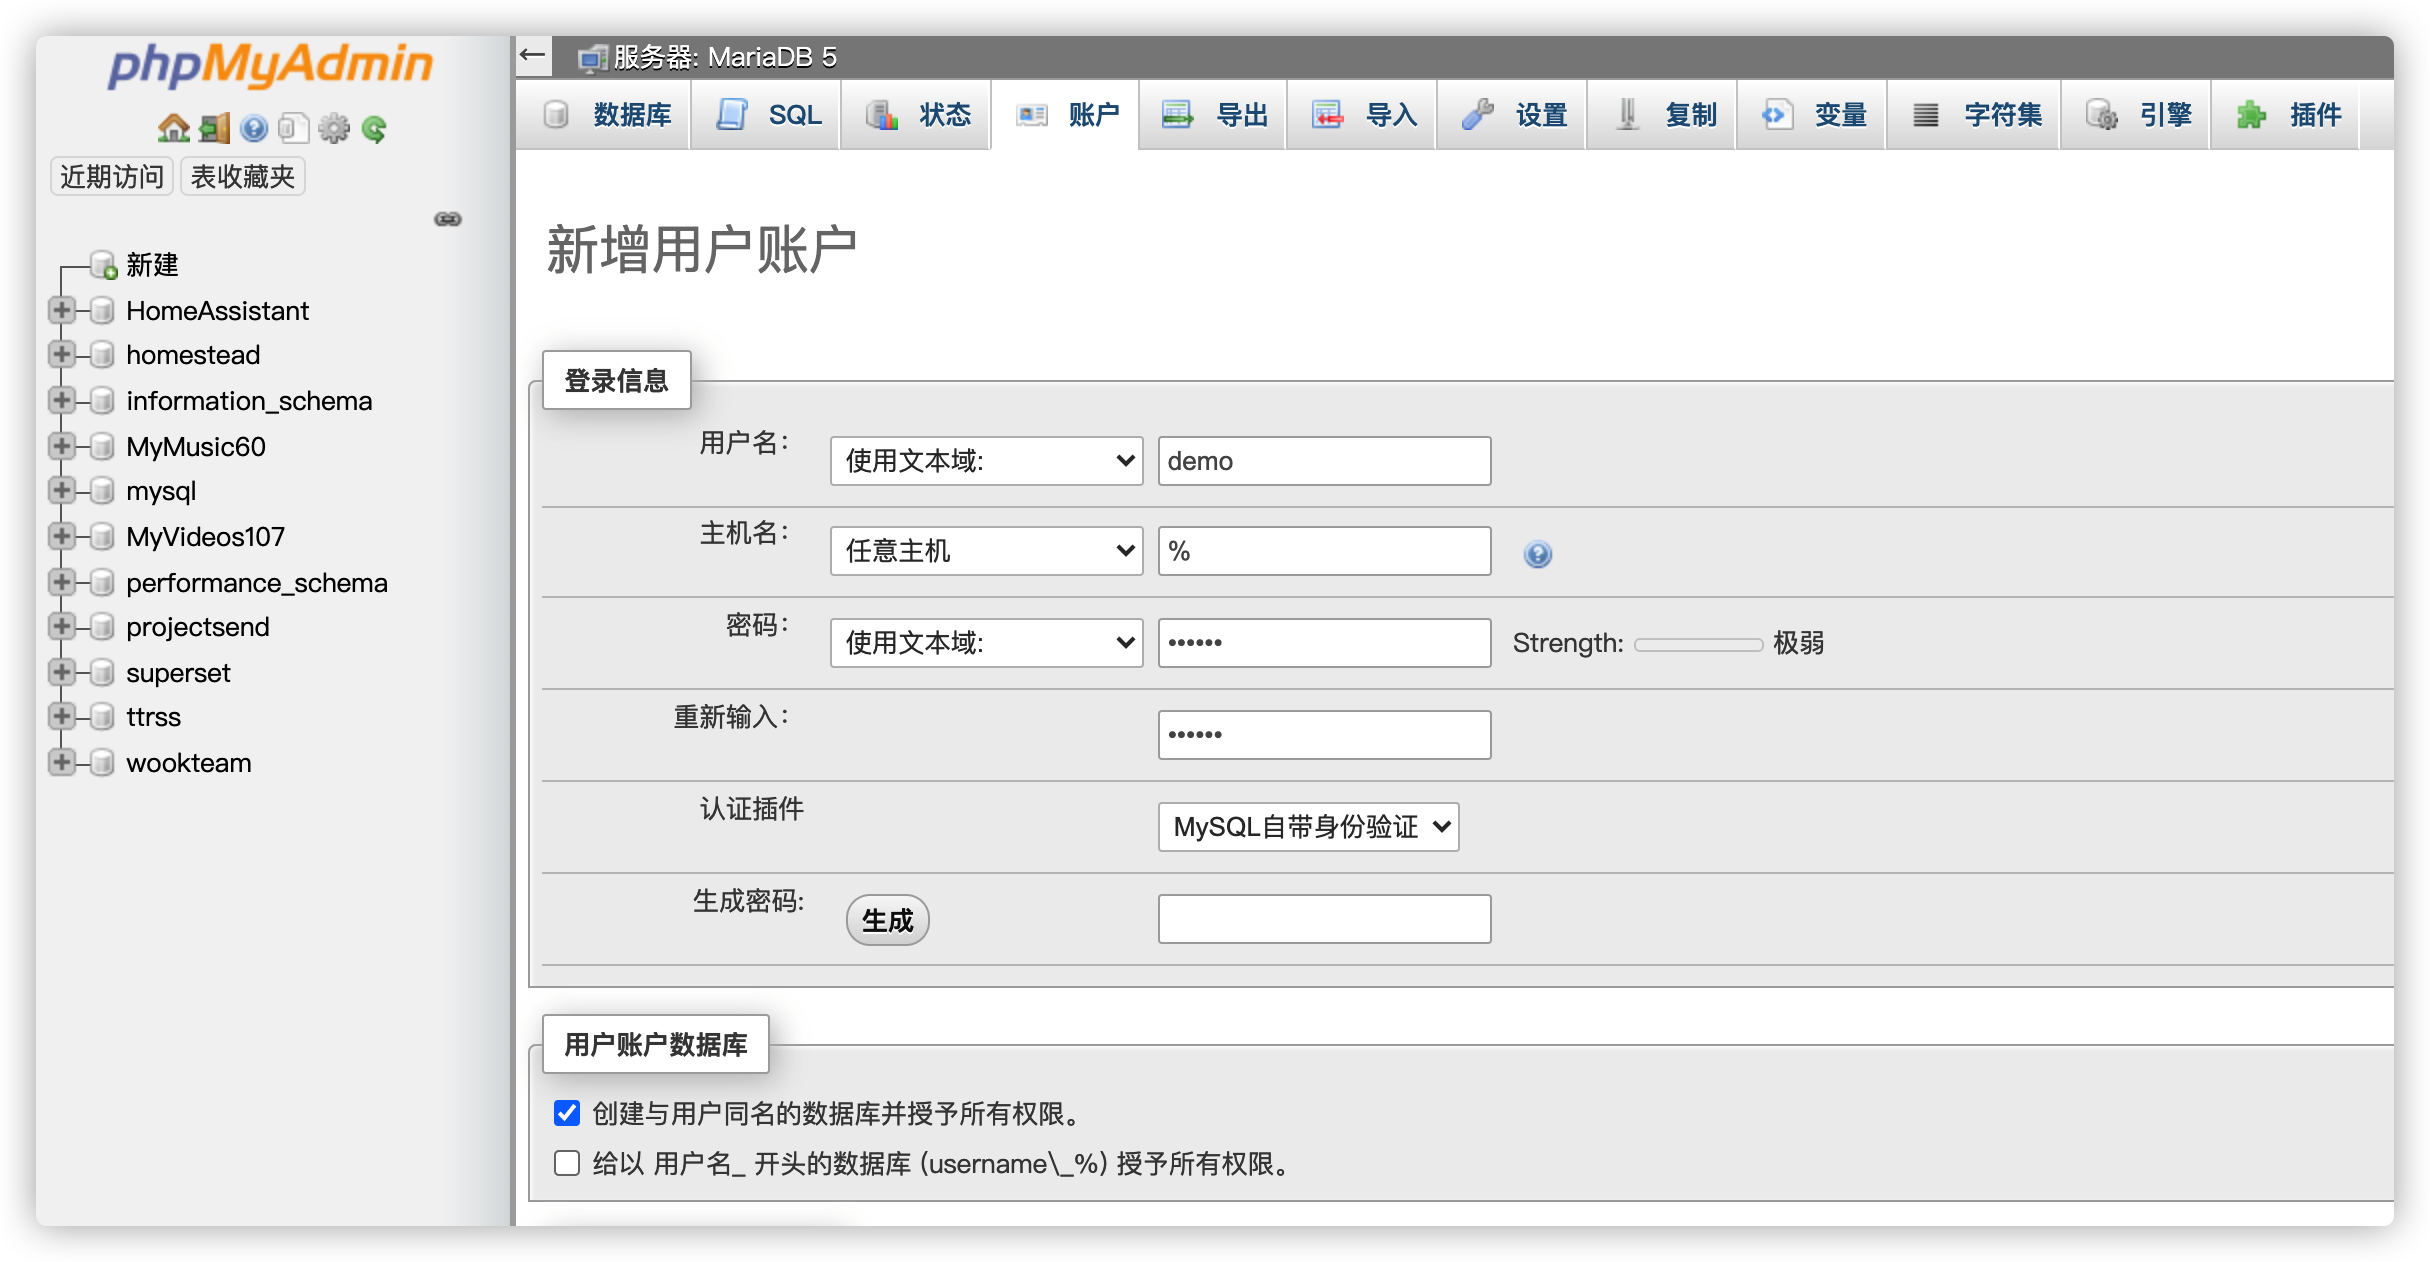 phpMyAdmin
近期访问 表收藏夹
新建
HomeAssistant
homestead
information_schema
MyMusic60
mysql
MyVideos107
performance_schema
projectsend
superset
ttrss
wookteam
服务器: MariaDB 5
数据库 SQL 状态 账户 导出 导入 设置 复制 变量 字符集 引擎 插件
新增用户账户
登录信息
用户名： 使用文本域: demo
主机名： 任意主机 %
密码： 使用文本域: •••••• Strength: 极弱
重新输入： ••••••
认证插件 MySQL自带身份验证
生成密码: 生成
用户账户数据库
创建与用户同名的数据库并授予所有权限。
给以 用户名_ 开头的数据库 (username\_%) 授予所有权限。